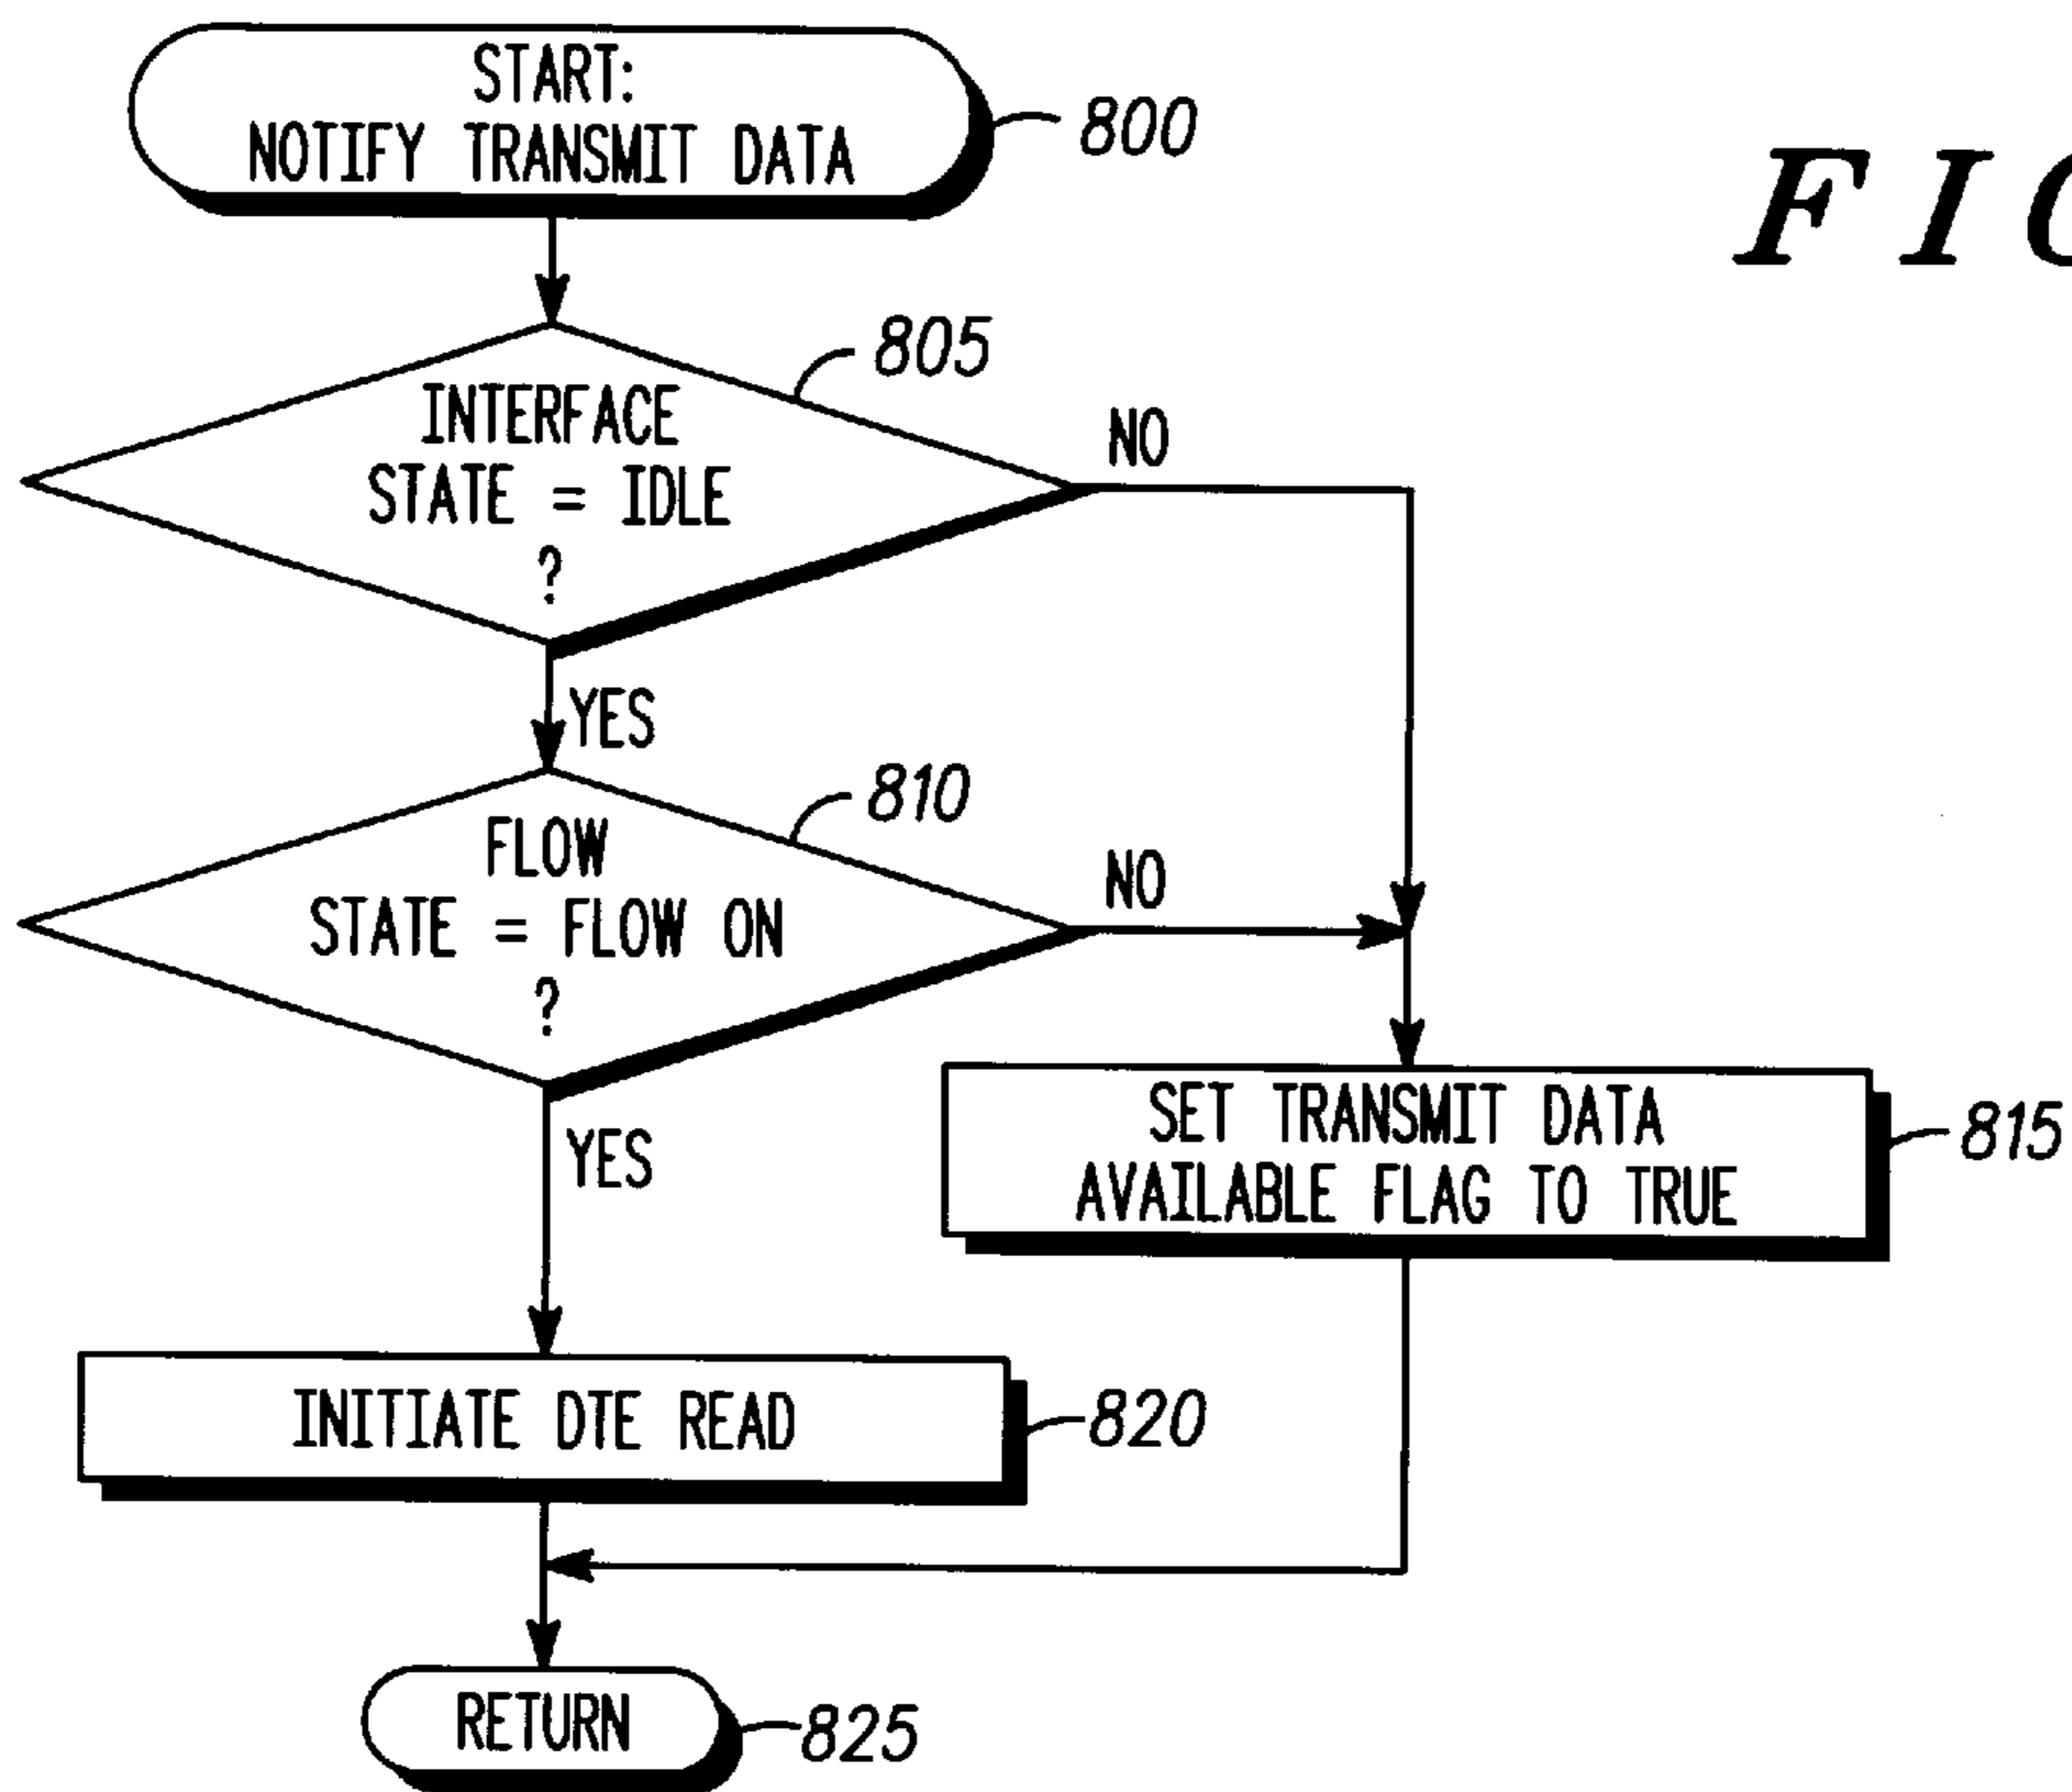 START:
NOTIFY TRANSMIT DATA
800
FI
805
INTERFACE
STATE = IDLE
?
NO
YES
810
FLOW
STATE = FLOW ON
?
NO
YES
SET TRANSMIT DATA
AVAILABLE FLAG TO TRUE
815
INITIATE DTE READ
820
RETURN
825